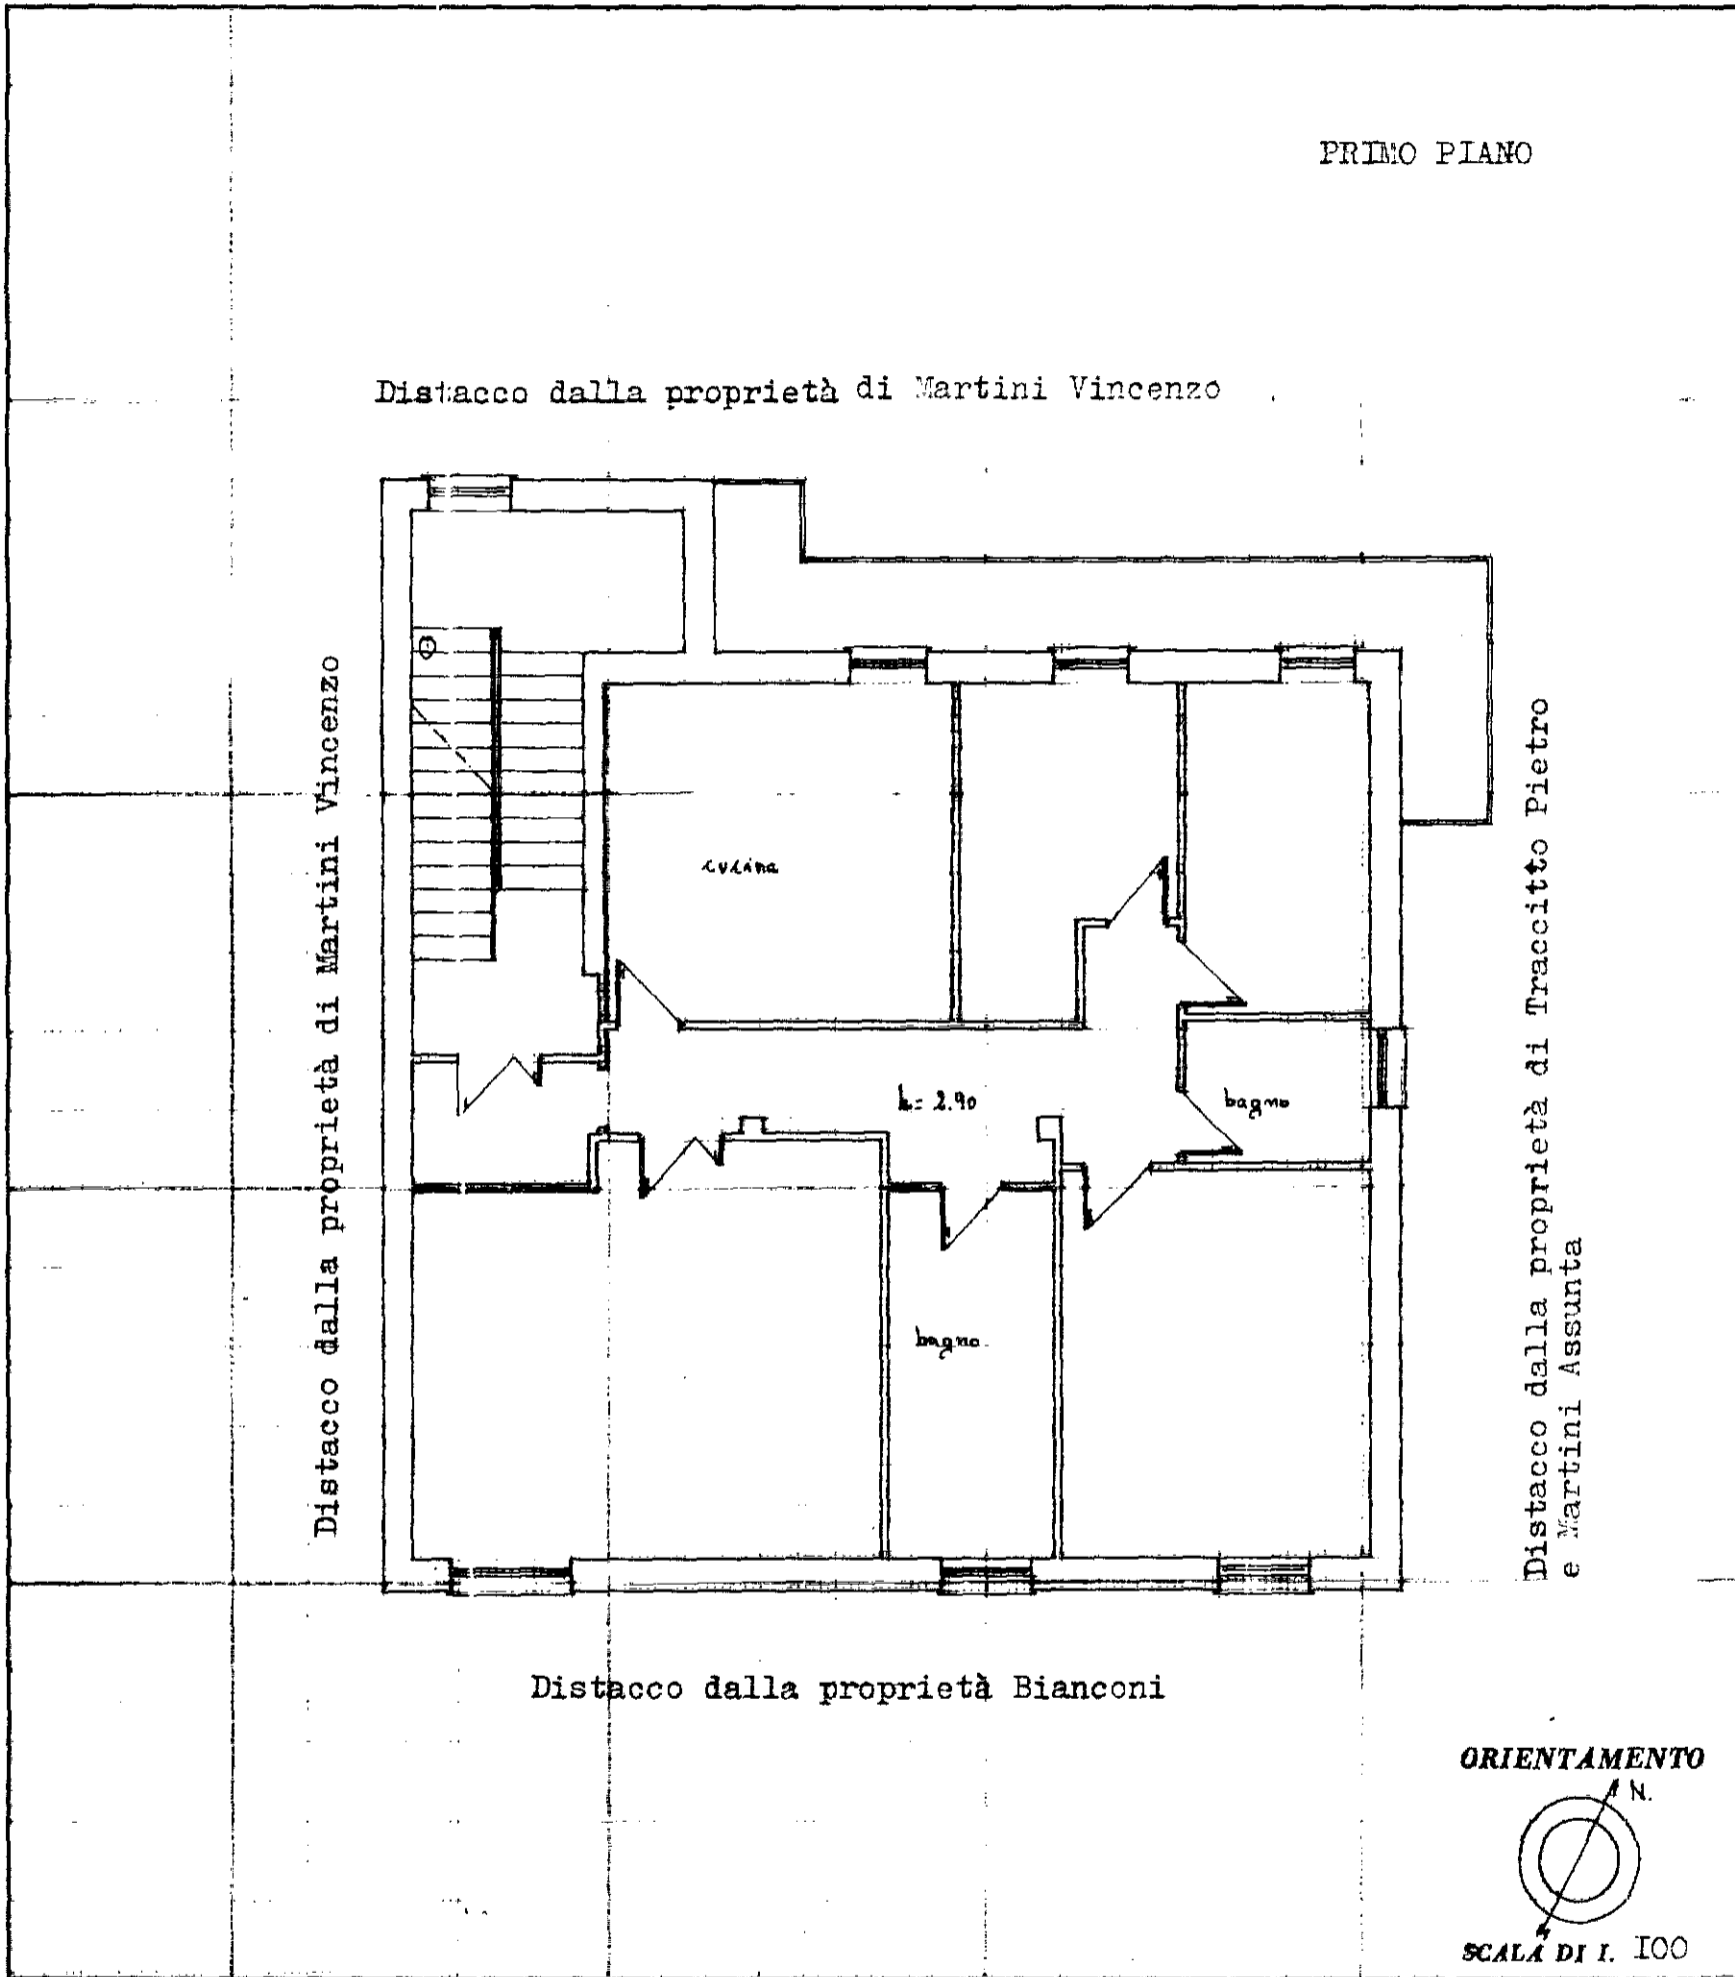 PRIMO PIANO
Distacco dalla proprietà di Martini Vincenzo
Distacco dalla proprietà di Martini Vincenzo
cucina
h= 2.90
bagno
bagno
Distacco dalla proprietà di Traccitto Pietro
e Martini Assunta
Distacco dalla proprietà Bianconi
ORIENTAMENTO
N.
SCALA DI I. I00